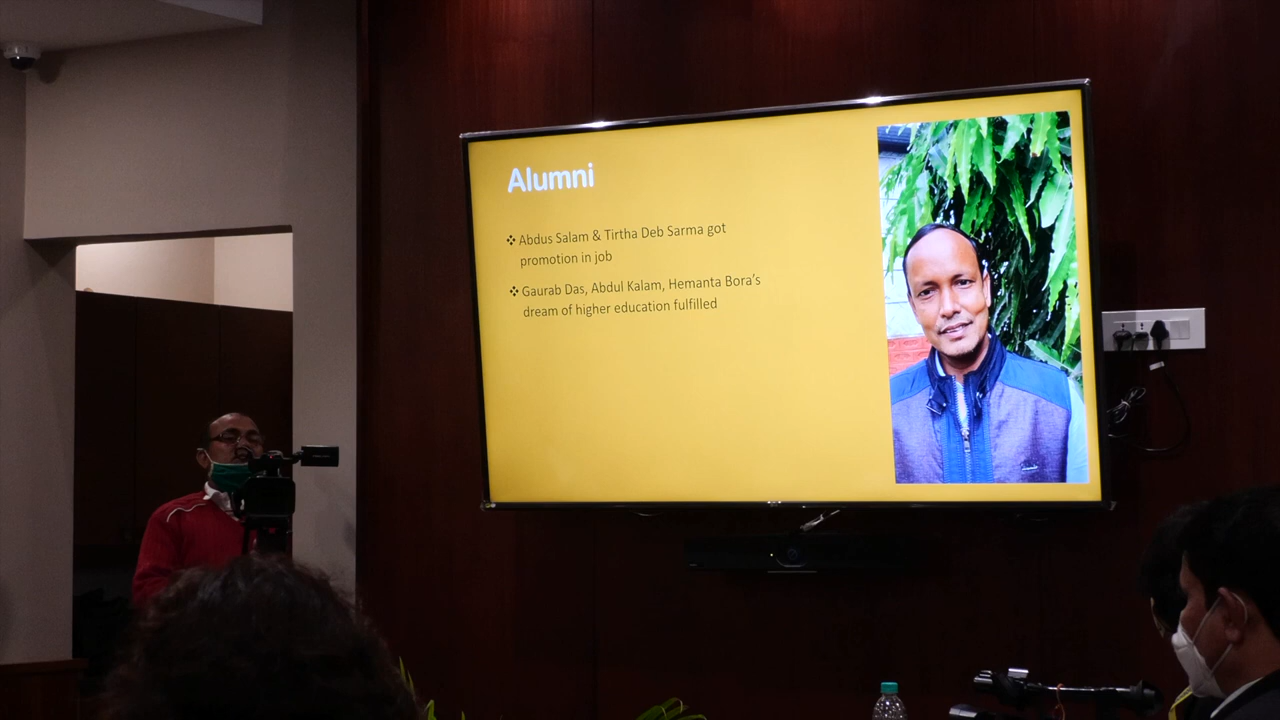 Alumni
❖ Abdus Salam & Tirtha Deb Sarma got
promotion in job
❖ Gaurab Das, Abdul Kalam, Hemanta Bora's
dream of higher education fulfilled